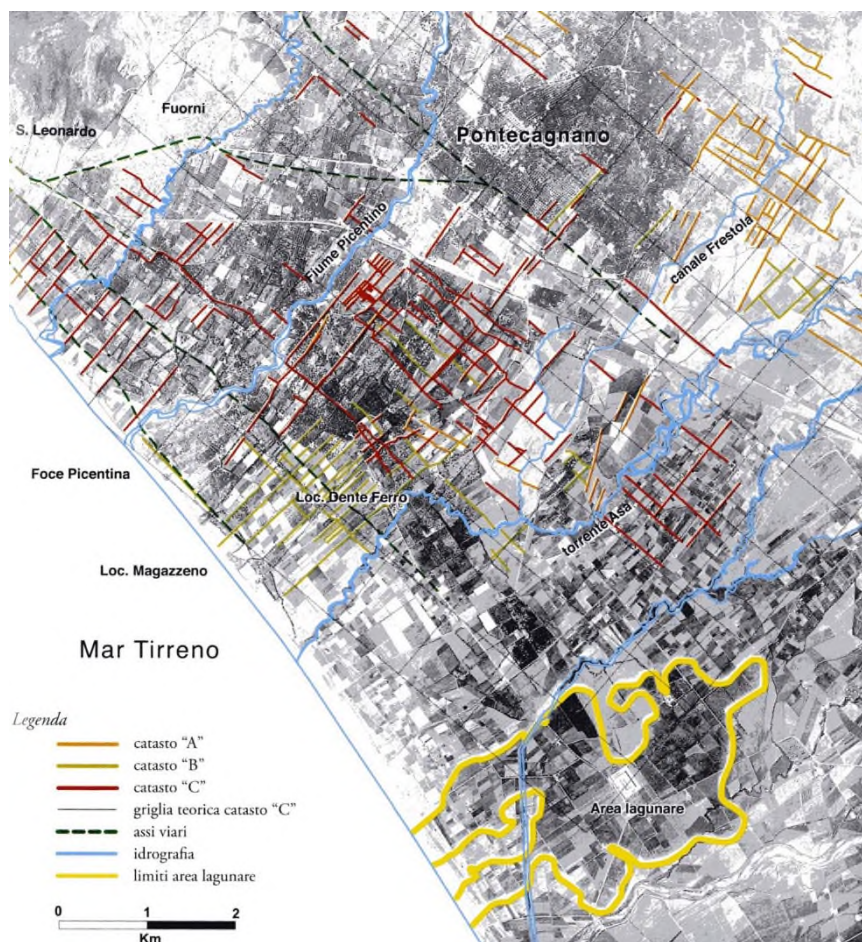 Fuorni
S. Leonardo
Pontecagnano
Fiume Picentino
canale Frestola
Foce Picentina
Loc. Dente Ferro
torrente Asa
Loc. Magazzeno
Mar Tirreno
Area lagunare
Legenda
catasto "A"
catasto "B"
catasto "C"
griglia teorica catasto "C"
assi viari
idrografia
limiti area lagunare
0 1 2
Km